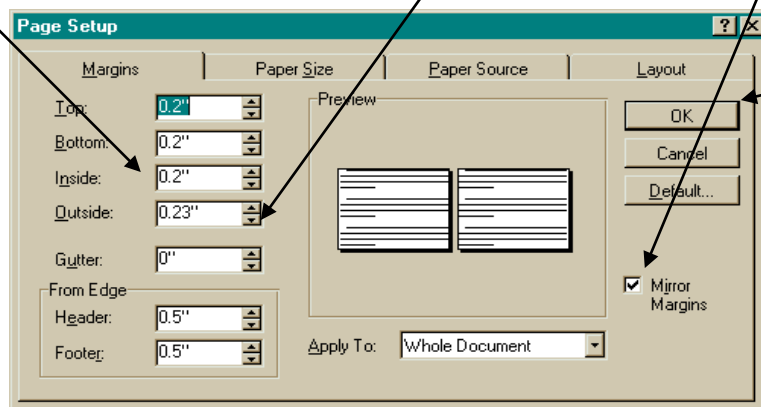 Page Setup
Margins Paper Size Paper Source Layout
Top: 0.2"
Bottom: 0.2"
Inside: 0.2"
Outside: 0.23"
Gutter: 0"
From Edge
Header: 0.5"
Footer: 0.5"
Preview
Apply To: Whole Document
OK
Cancel
Default...
Mirror
Margins